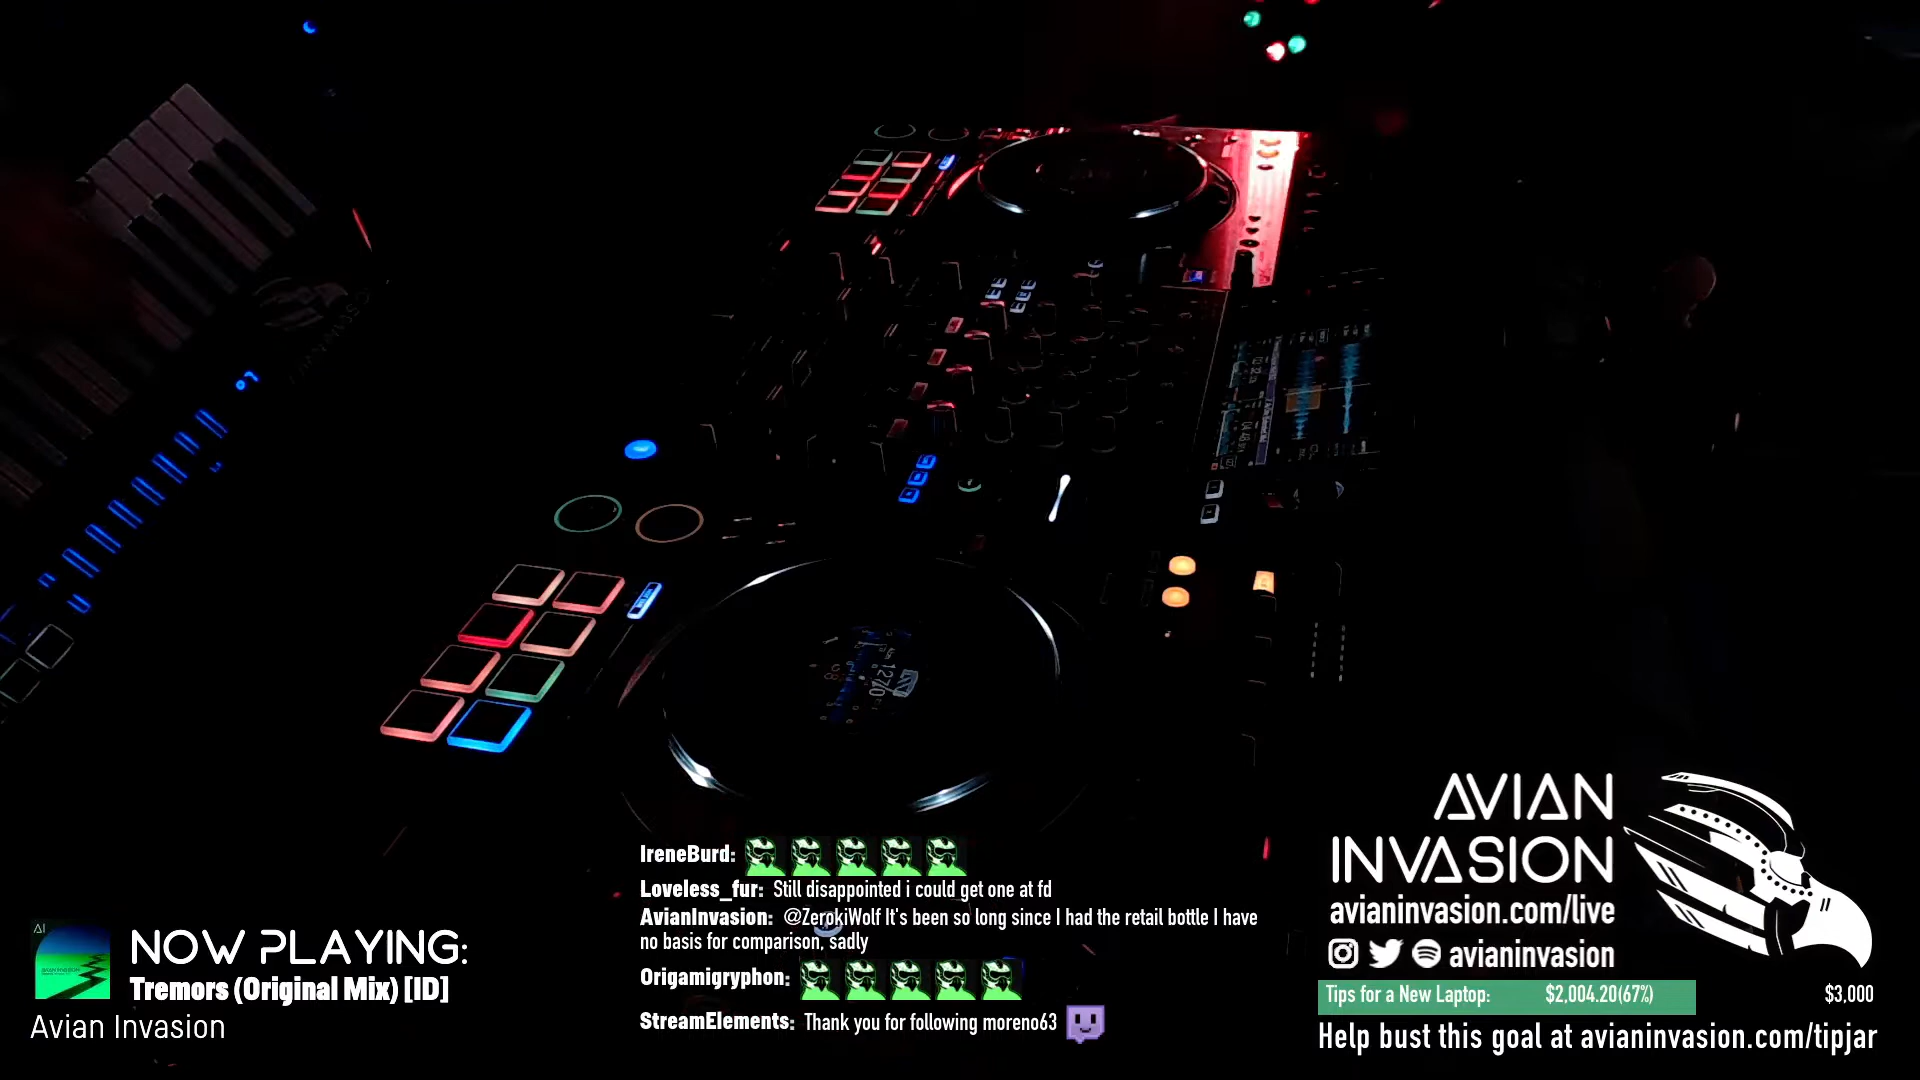 IreneBurd:
Loveless_fur: Still disappointed i could get one at fd
AvianInvasion: @ZerokiWolf It's been so long since I had the retail bottle I have
no basis for comparison, sadly
Origamigryphon:
StreamElements: Thank you for following moreno63
AI
NOW PLAYING:
Tremors (Original Mix) [ID]
Avian Invasion
AVIAN
INVASION
avianinvasion.com/live
avianinvasion
Tips for a New Laptop: $2,004.20(67%) $3,000
Help bust this goal at avianinvasion.com/tipjar